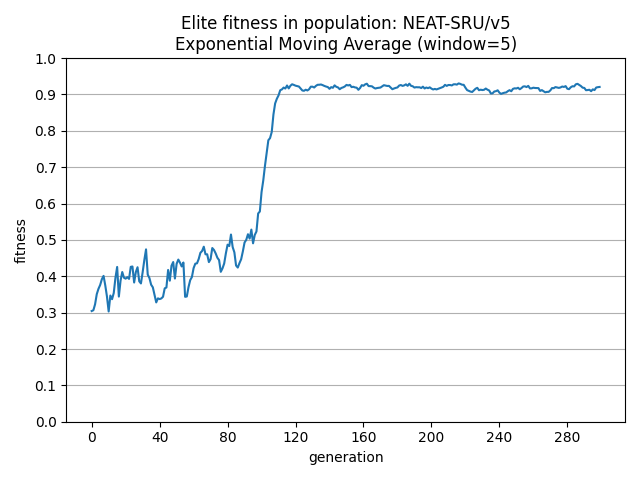 Elite fitness in population: NEAT-SRU/v5
Exponential Moving Average (window=5)
1.0
0.9
0.8
0.7
0.6
0.5
0.4
0.3
0.2
0.1
0.0
fitness
0 40 80 120 160 200 240 280
generation